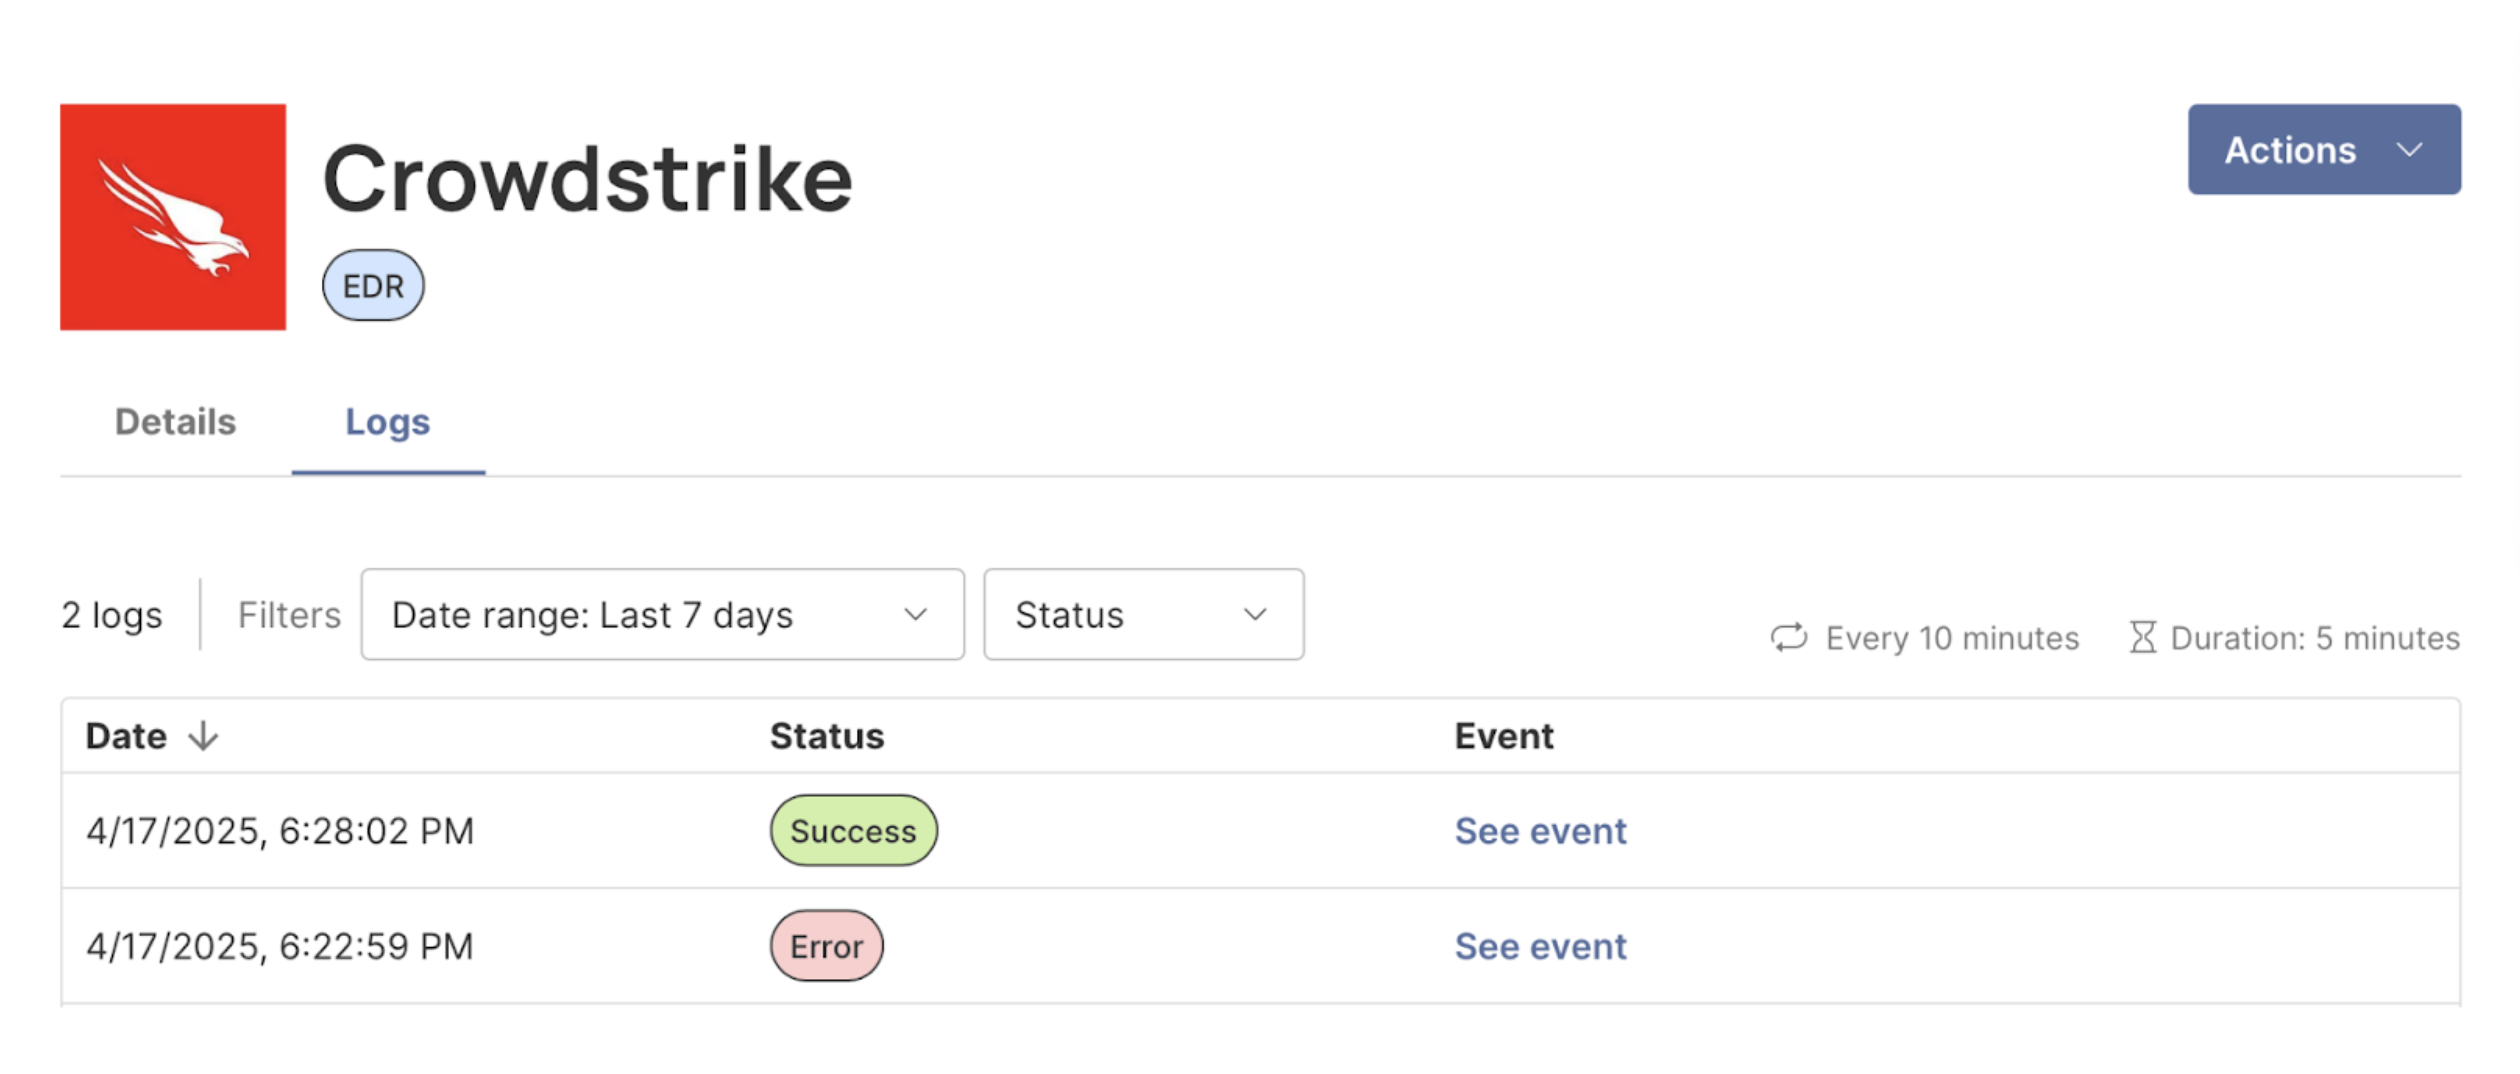 Crowdstrike
Actions
EDR
Details Logs
2 logs Filters Date range: Last 7 days Status Every 10 minutes Duration: 5 minutes
Date Status Event
4/17/2025, 6:28:02 PM Success See event
4/17/2025, 6:22:59 PM Error See event